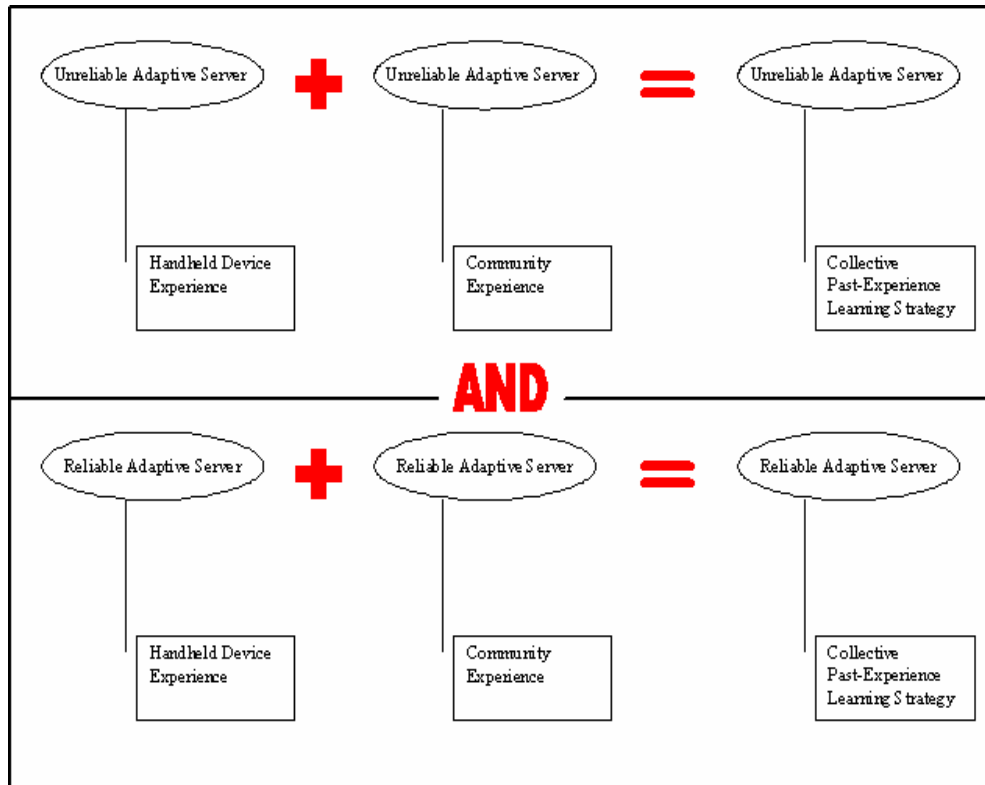 Unreliable Adaptive Server + Unreliable Adaptive Server = Unreliable Adaptive Server
Handheld Device
Experience
Community
Experience
Collective
Past-Experience
Learning Strategy
AND
Reliable Adaptive Server + Reliable Adaptive Server = Reliable Adaptive Server
Handheld Device
Experience
Community
Experience
Collective
Past-Experience
Learning Strategy